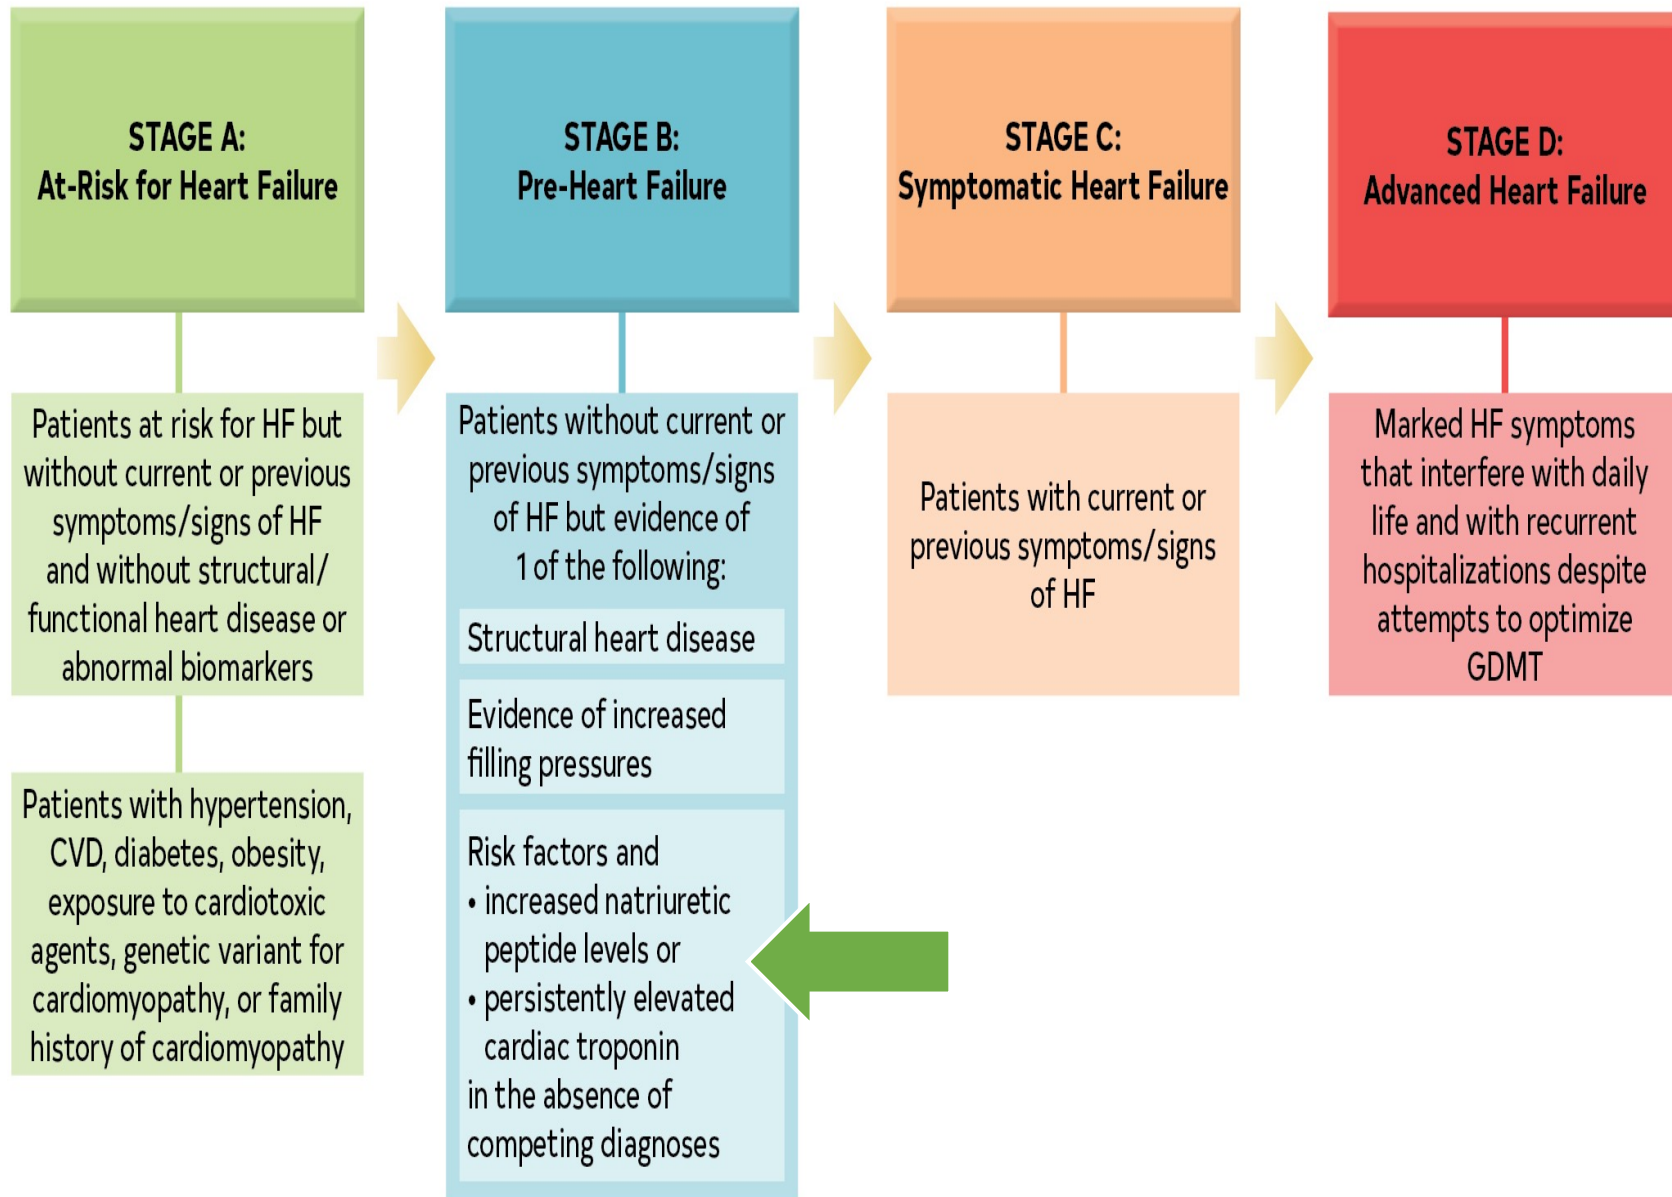 STAGE A:
At-Risk for Heart Failure
STAGE B:
Pre-Heart Failure
STAGE C:
Symptomatic Heart Failure
STAGE D:
Advanced Heart Failure
Patients at risk for HF but
without current or previous
symptoms/signs of HF
and without structural/
functional heart disease or
abnormal biomarkers
Patients with hypertension,
CVD, diabetes, obesity,
exposure to cardiotoxic
agents, genetic variant for
cardiomyopathy, or family
history of cardiomyopathy
Patients without current or
previous symptoms/signs
of HF but evidence of
1 of the following:
Structural heart disease
Evidence of increased
filling pressures
Risk factors and
• increased natriuretic
peptide levels or
• persistently elevated
cardiac troponin
in the absence of
competing diagnoses
Patients with current or
previous symptoms/signs
of HF
Marked HF symptoms
that interfere with daily
life and with recurrent
hospitalizations despite
attempts to optimize
GDMT